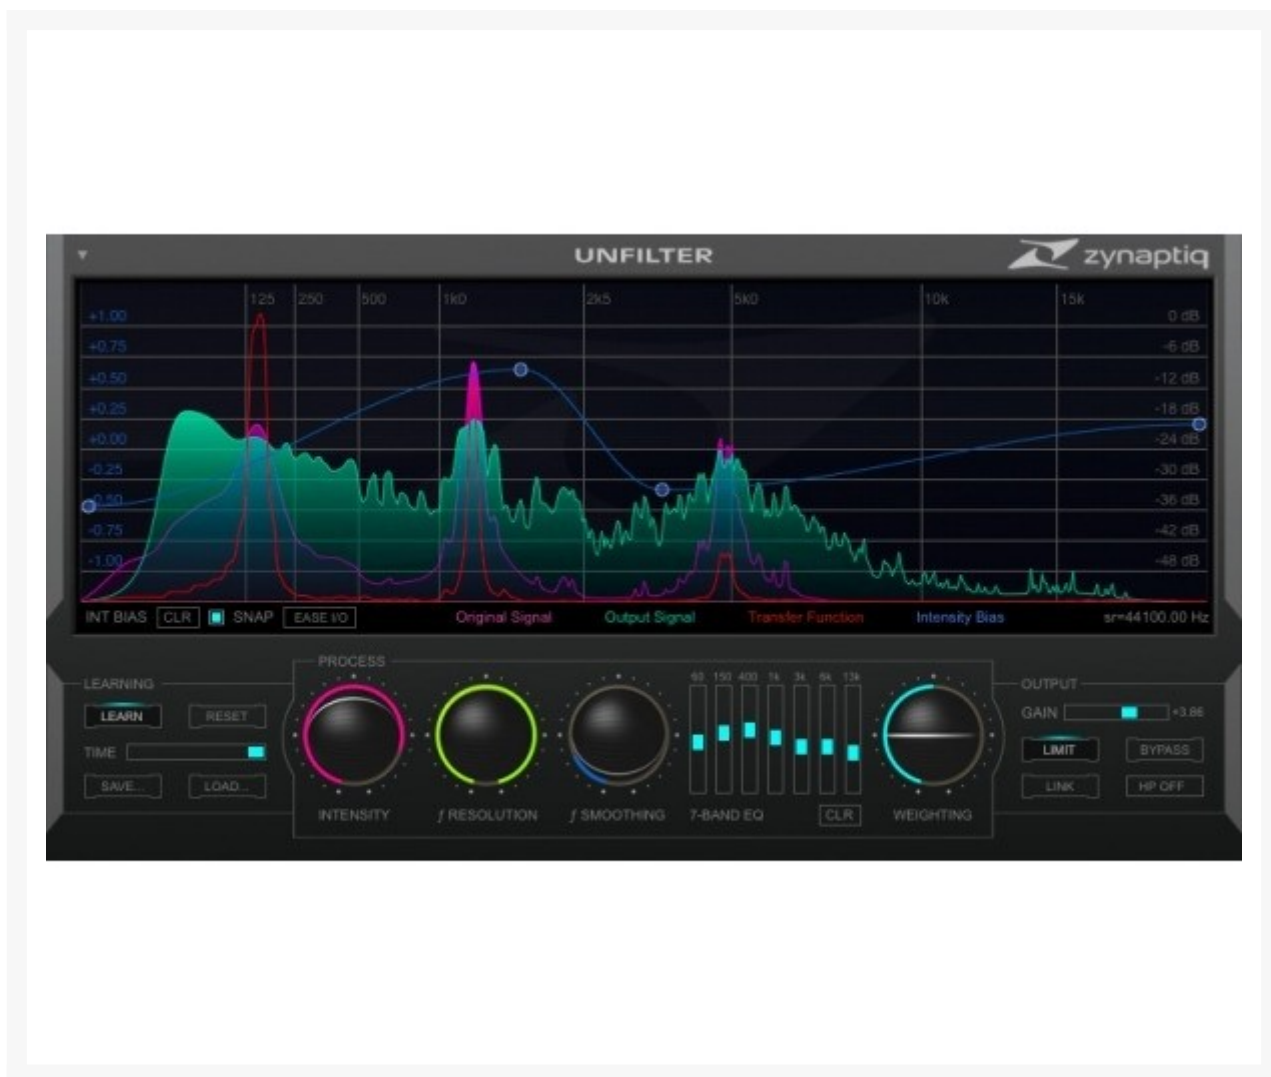 UNFILTER
zynaptiq
125 250 500 1k0 2k5 5k0 10k 15k
+1.00 0 dB
+0.75 -6 dB
+0.50 -12 dB
+0.25 -18 dB
+0.00 -24 dB
-0.25 -30 dB
-0.50 -36 dB
-0.75 -42 dB
-1.00 -48 dB
INT BIAS CLR SNAP EASE I/O Original Signal Output Signal Transfer Function Intensity Bias sr=44100.00 Hz
PROCESS
LEARNING
LEARN RESET
TIME
SAVE... LOAD...
INTENSITY
ƒ RESOLUTION
ƒ SMOOTHING
60 150 400 1k 3k 6k 13k
7-BAND EQ CLR
WEIGHTING
OUTPUT
GAIN +3.86
LIMIT BYPASS
LINK HP OFF